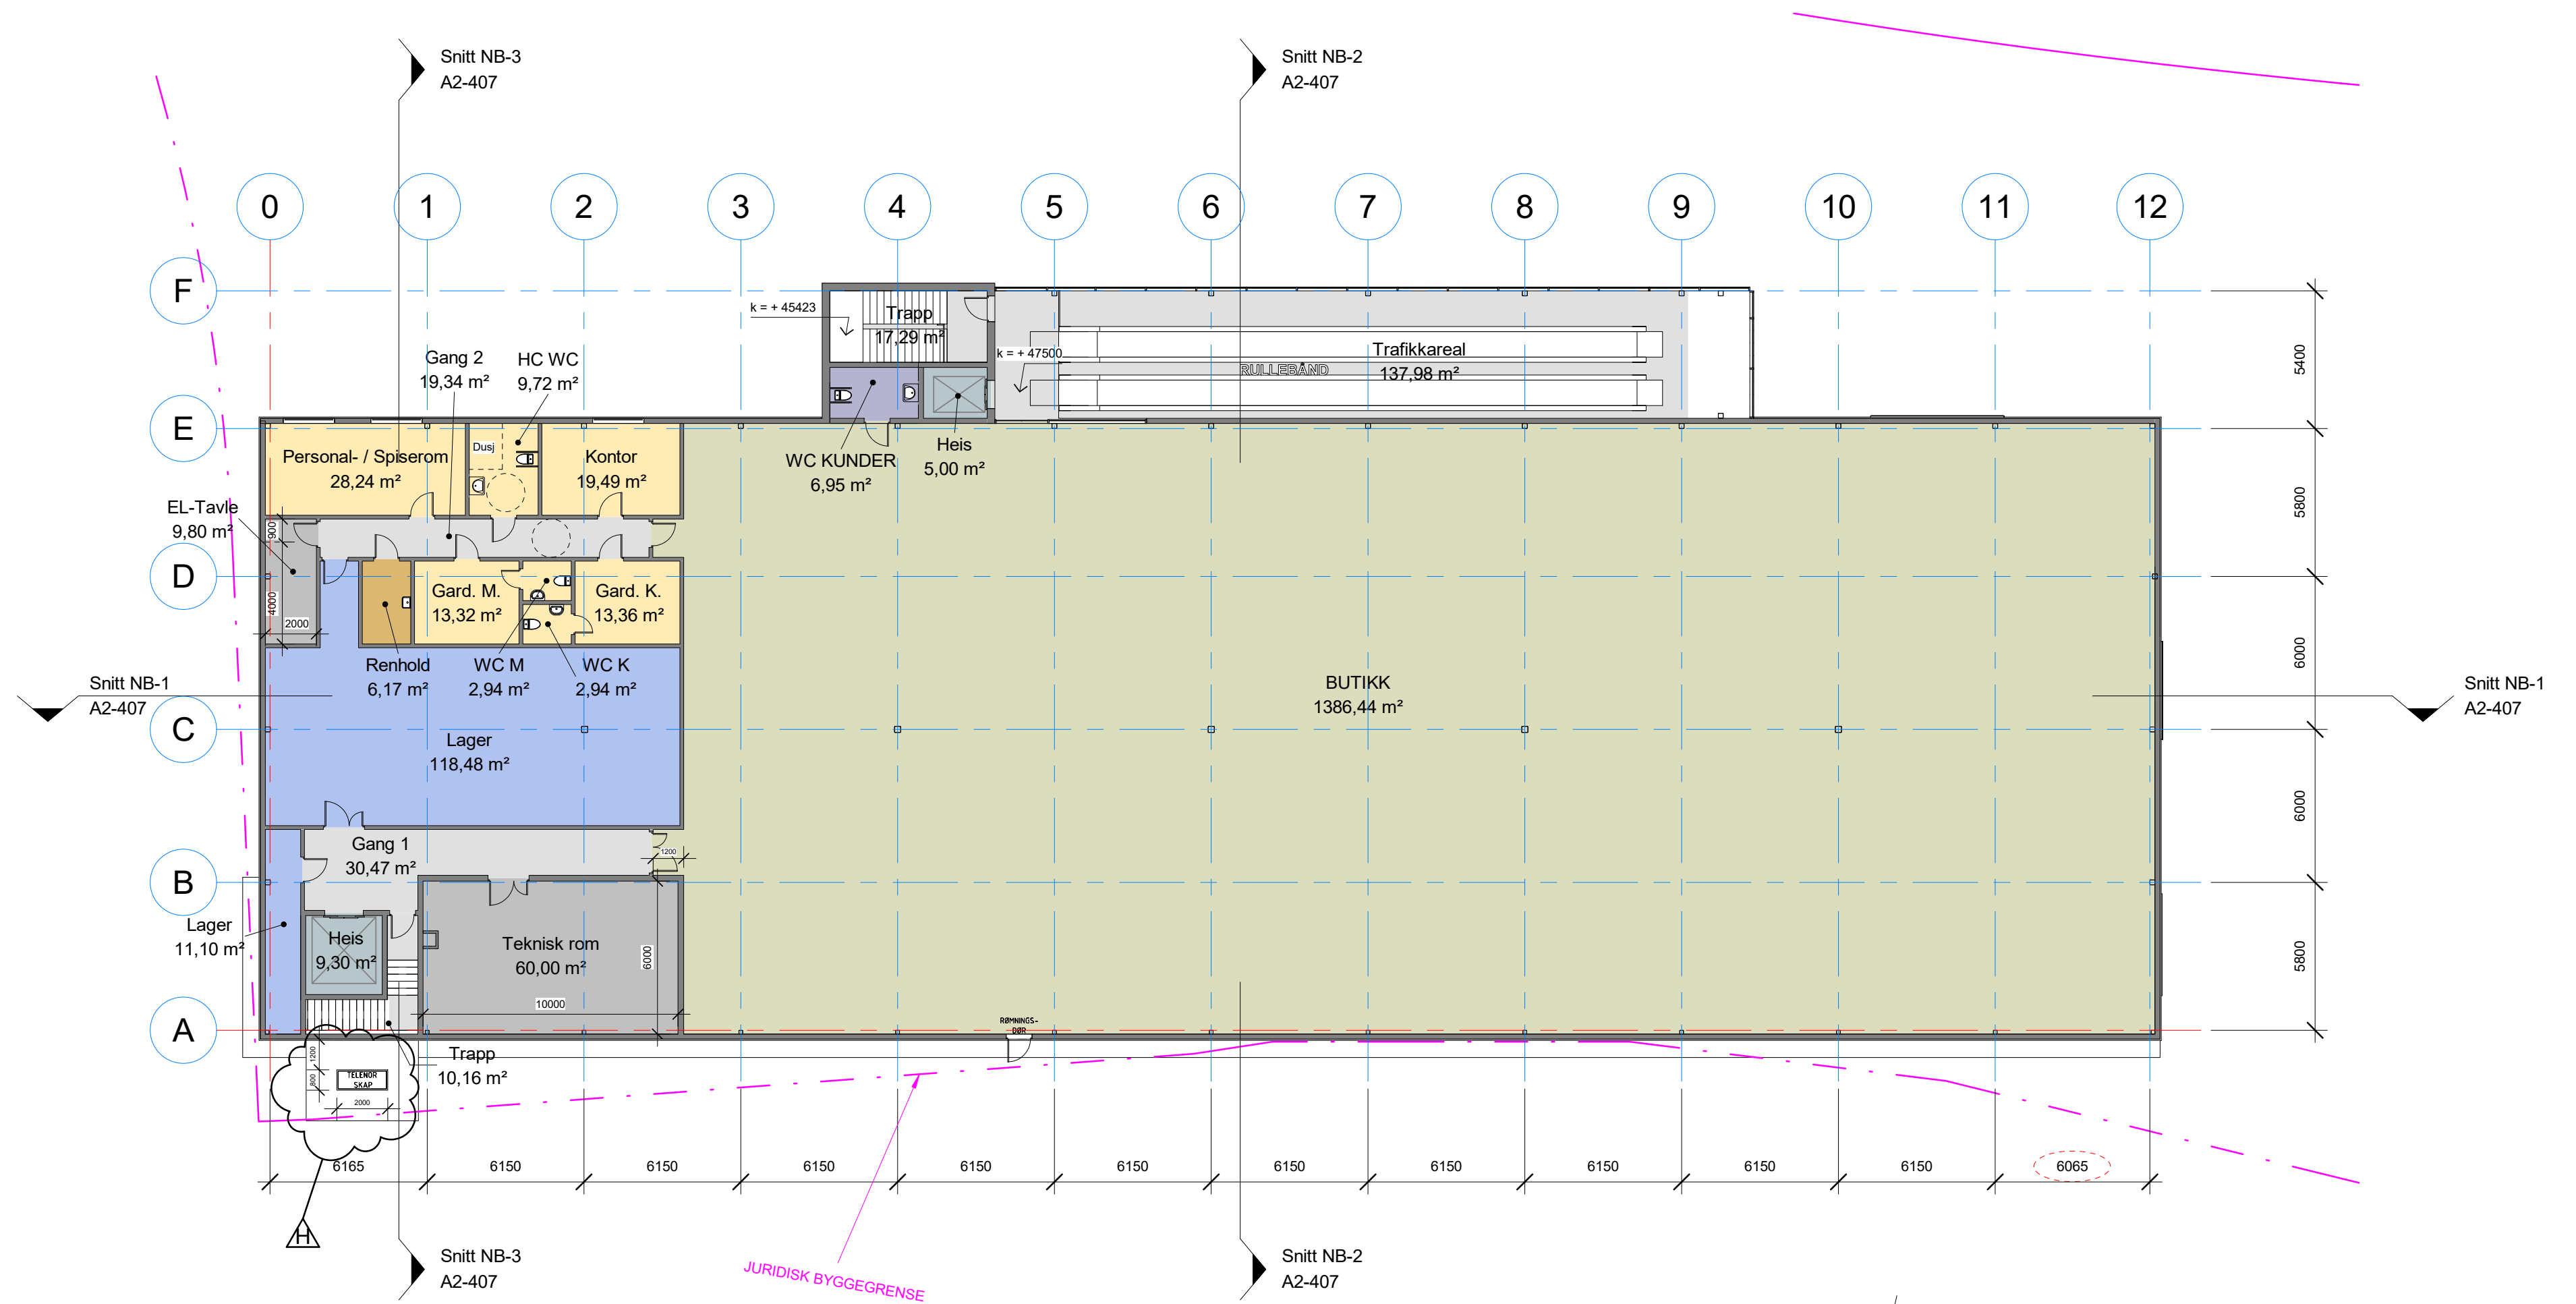 Snitt NB-3
A2-407
Snitt NB-2
A2-407
0
1
2
3
4
5
6
7
8
9
10
11
12
F
E
D
C
B
A
k = + 45423
Trapp
17,29 m²
k = + 47500
Trafikkareal
137,98 m²
RULLEBÅND
5400
Gang 2
19,34 m²
HC WC
9,72 m²
Dusj
Personal- / Spiserom
28,24 m²
Kontor
19,49 m²
WC KUNDER
6,95 m²
Heis
5,00 m²
5800
EL-Tavle
9,80 m²
900
4000
2000
Gard. M.
13,32 m²
Gard. K.
13,36 m²
Renhold
6,17 m²
WC M
2,94 m²
WC K
2,94 m²
6000
Snitt NB-1
A2-407
BUTIKK
1386,44 m²
Snitt NB-1
A2-407
Lager
118,48 m²
6000
Gang 1
30,47 m²
1200
Lager
11,10 m²
Heis
9,30 m²
Teknisk rom
60,00 m²
6000
10000
5800
RØMNINGS-
DØR
Trapp
10,16 m²
1200
800
TELENOR
SKAP
2000
6165
6150
6150
6150
6150
6150
6150
6150
6150
6150
6150
6065
H
JURIDISK BYGGEGRENSE
Snitt NB-3
A2-407
Snitt NB-2
A2-407